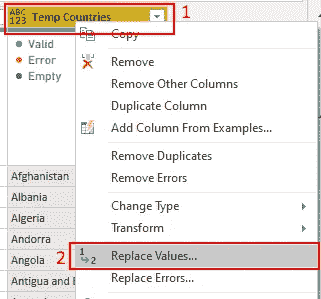 ABC
123
Temp Countries
1
Valid
Error
Empty
Afghanistan
Albania
Algeria
Andorra
Angola
Antigua and
Copy
Remove
Remove Other Columns
Duplicate Column
Add Column From Examples...
Remove Duplicates
Remove Errors
Change Type
Transform
2
1
2
Replace Values...
Replace Errors...